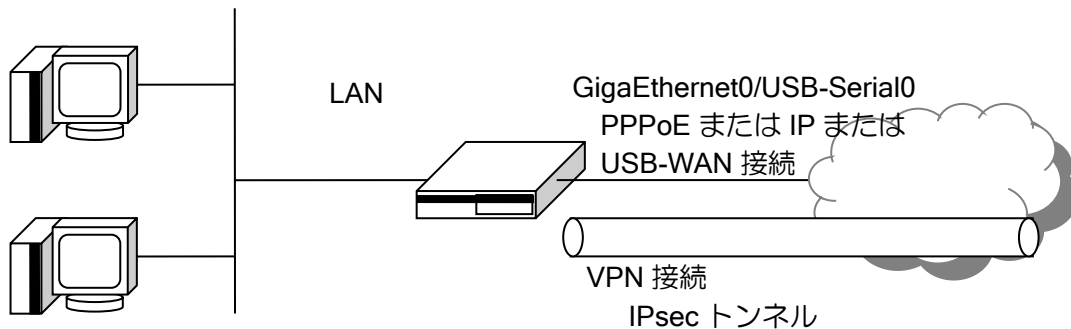 LAN
GigaEthernet0/USB-Serial0
PPPoE または IP または
USB-WAN 接続
VPN 接続
IPsec トンネル